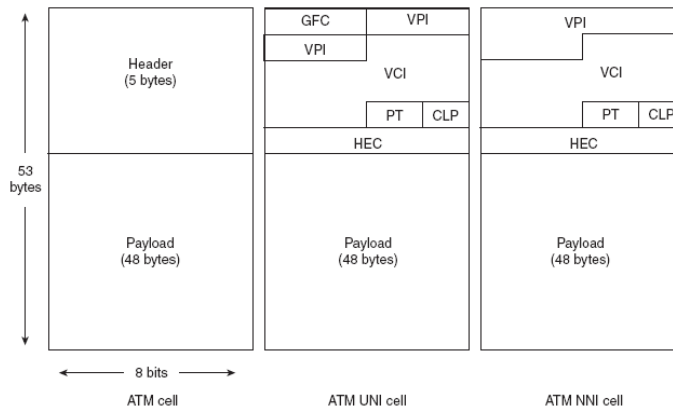 GFC VPI VPI
VPI
Header
(5 bytes)
VCI VCI
PT CLP PT CLP
HEC HEC
53
bytes
Payload
(48 bytes)
Payload
(48 bytes)
Payload
(48 bytes)
8 bits
ATM cell ATM UNI cell ATM NNI cell